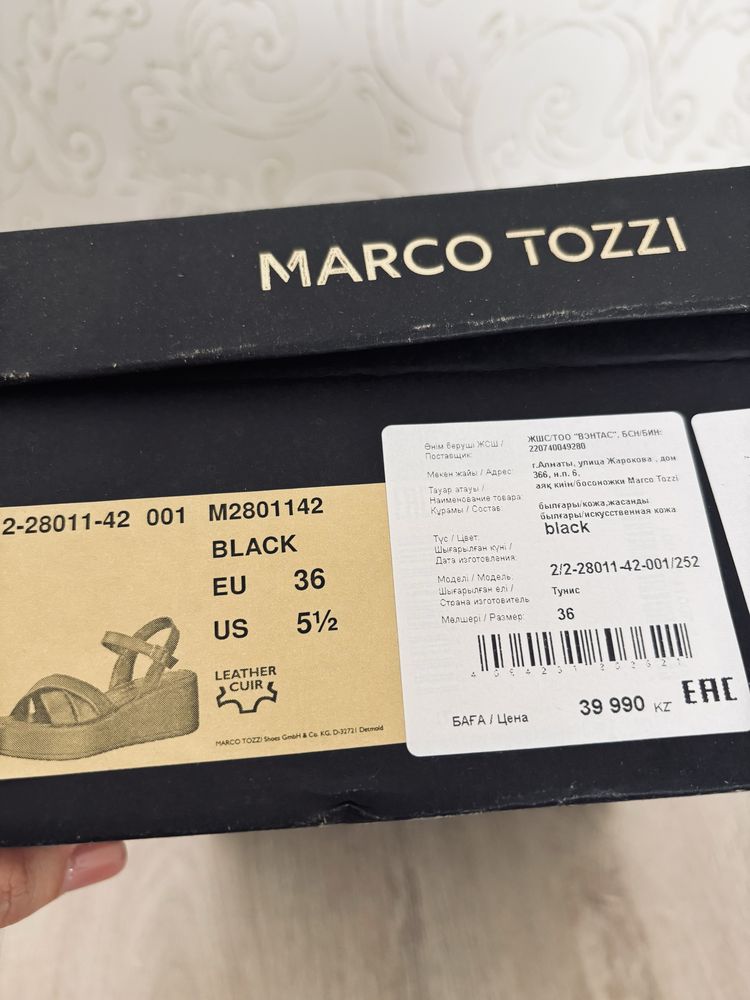 MARCO TOZZI
2-28011-42 001 M2801142
BLACK
EU 36
US 5½
LEATHER
CUIR
MARCO TOZZI Shoes GmbH & Co. KG, D-32721 Detmold
Өнім беруші ЖСШ /
Поставщик:
ЖШС/ТОО "ВЭНТАС", БСН/БИН:
220740049280
Мекен жайы / Адрес:
г.Алматы, улица Жарокова , дом
366, н.п. 6.
Тауар атауы /
Наименование товара:
аяқ киім/босоножки Marco Tozzi
Құрамы / Состав:
былғары/кожа,жасанды
былғары/искусственная кожа
Түс / Цвет:
black
Шығарылған күні /
Дата изготовления:
Моделі / Модель:
2/2-28011-42-001/252
Шығарылған елі /
Страна изготовитель
Тунис
Мөлшері / Размер:
36
БАҒА / Цена
39 990 KZ
EAC